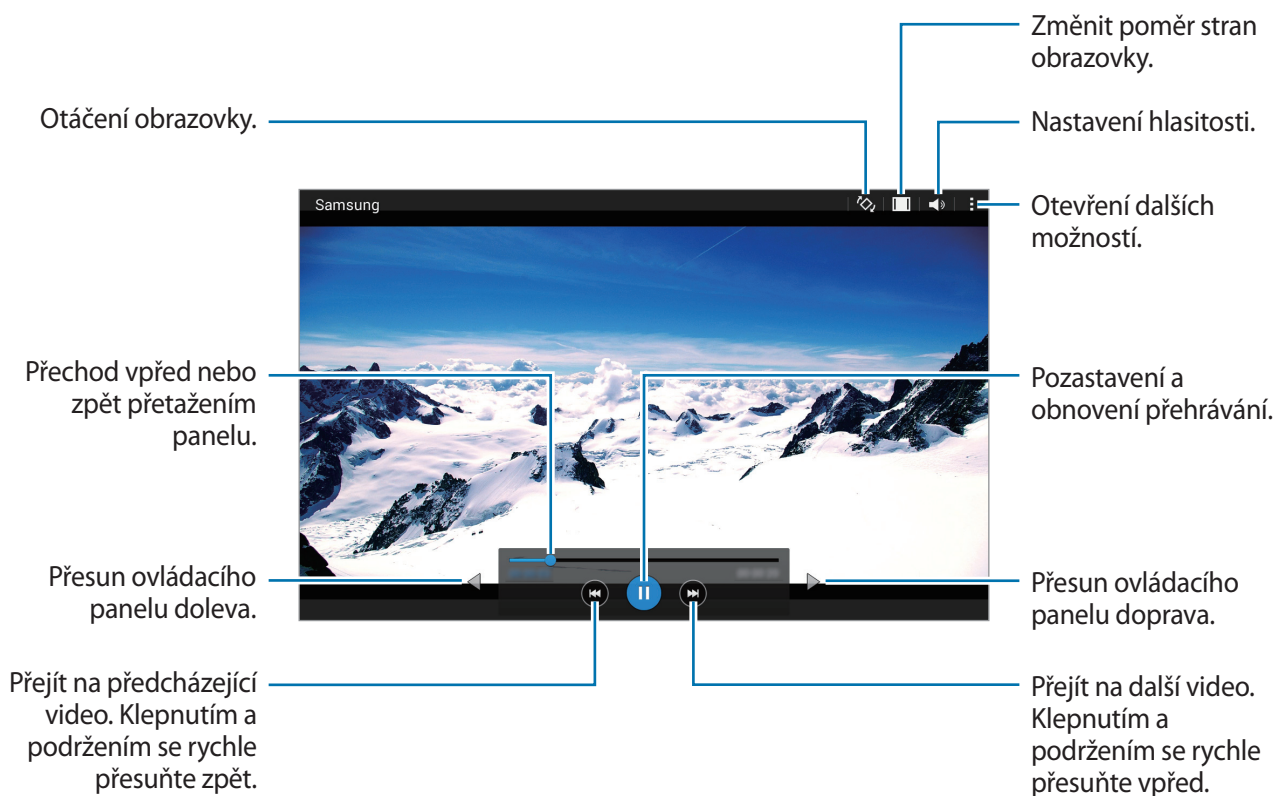 Změnit poměr stran
obrazovky.
Otáčení obrazovky.
Nastavení hlasitosti.
Samsung
Otevření dalších
možností.
Přechod vpřed nebo
zpět přetažením
panelu.
Pozastavení a
obnovení přehrávání.
Přesun ovládacího
panelu doleva.
Přesun ovládacího
panelu doprava.
Přejít na předcházející
video. Klepnutím a
podržením se rychle
přesuňte zpět.
Přejít na další video.
Klepnutím a
podržením se rychle
přesuňte vpřed.